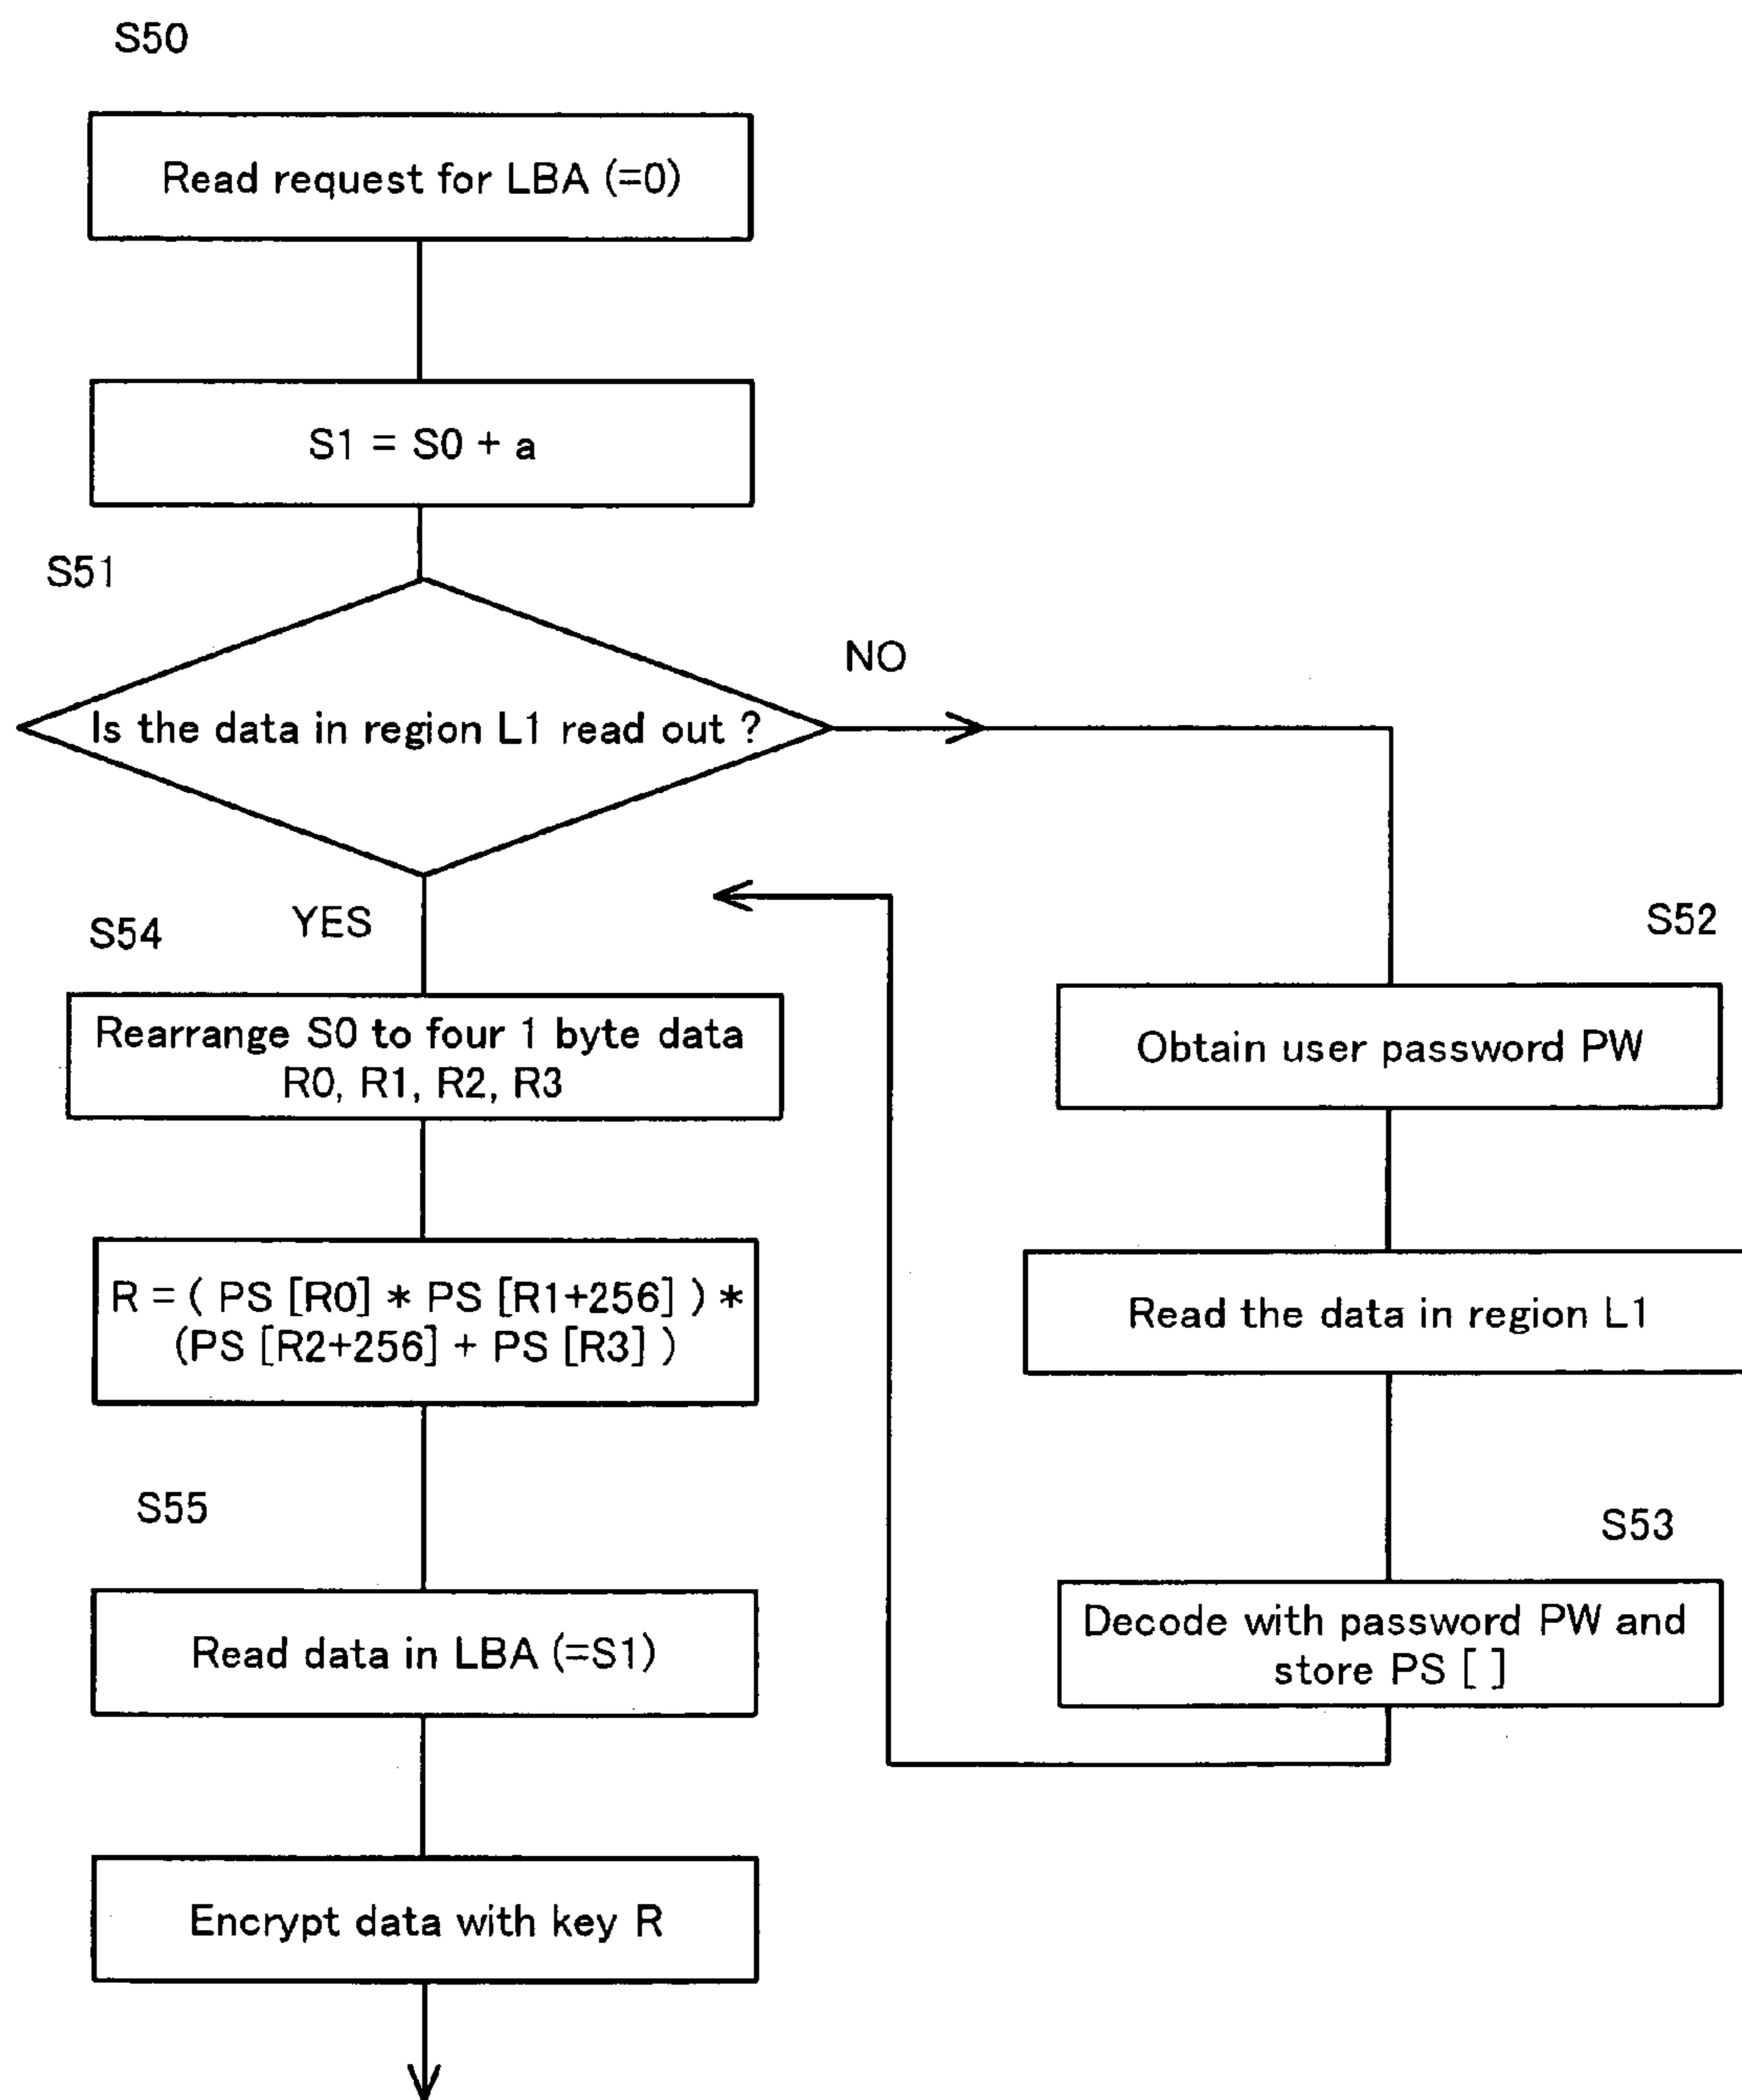 S50
Read request for LBA (=0)
S1 = S0 + a
S51
Is the data in region L1 read out ?
NO
YES
S54
Rearrange S0 to four 1 byte data
R0, R1, R2, R3
R = ( PS [R0] * PS [R1+256] ) *
(PS [R2+256] + PS [R3] )
S55
Read data in LBA (=S1)
Encrypt data with key R
S52
Obtain user password PW
Read the data in region L1
S53
Decode with password PW and
store PS [ ]